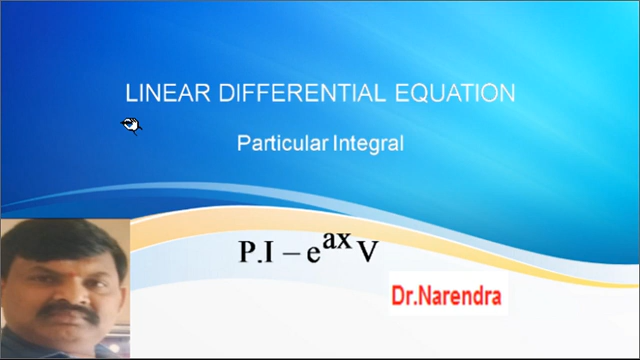 LINEAR DIFFERENTIAL EQUATION
Particular Integral
P.I – e^{ax} V
Dr.Narendra